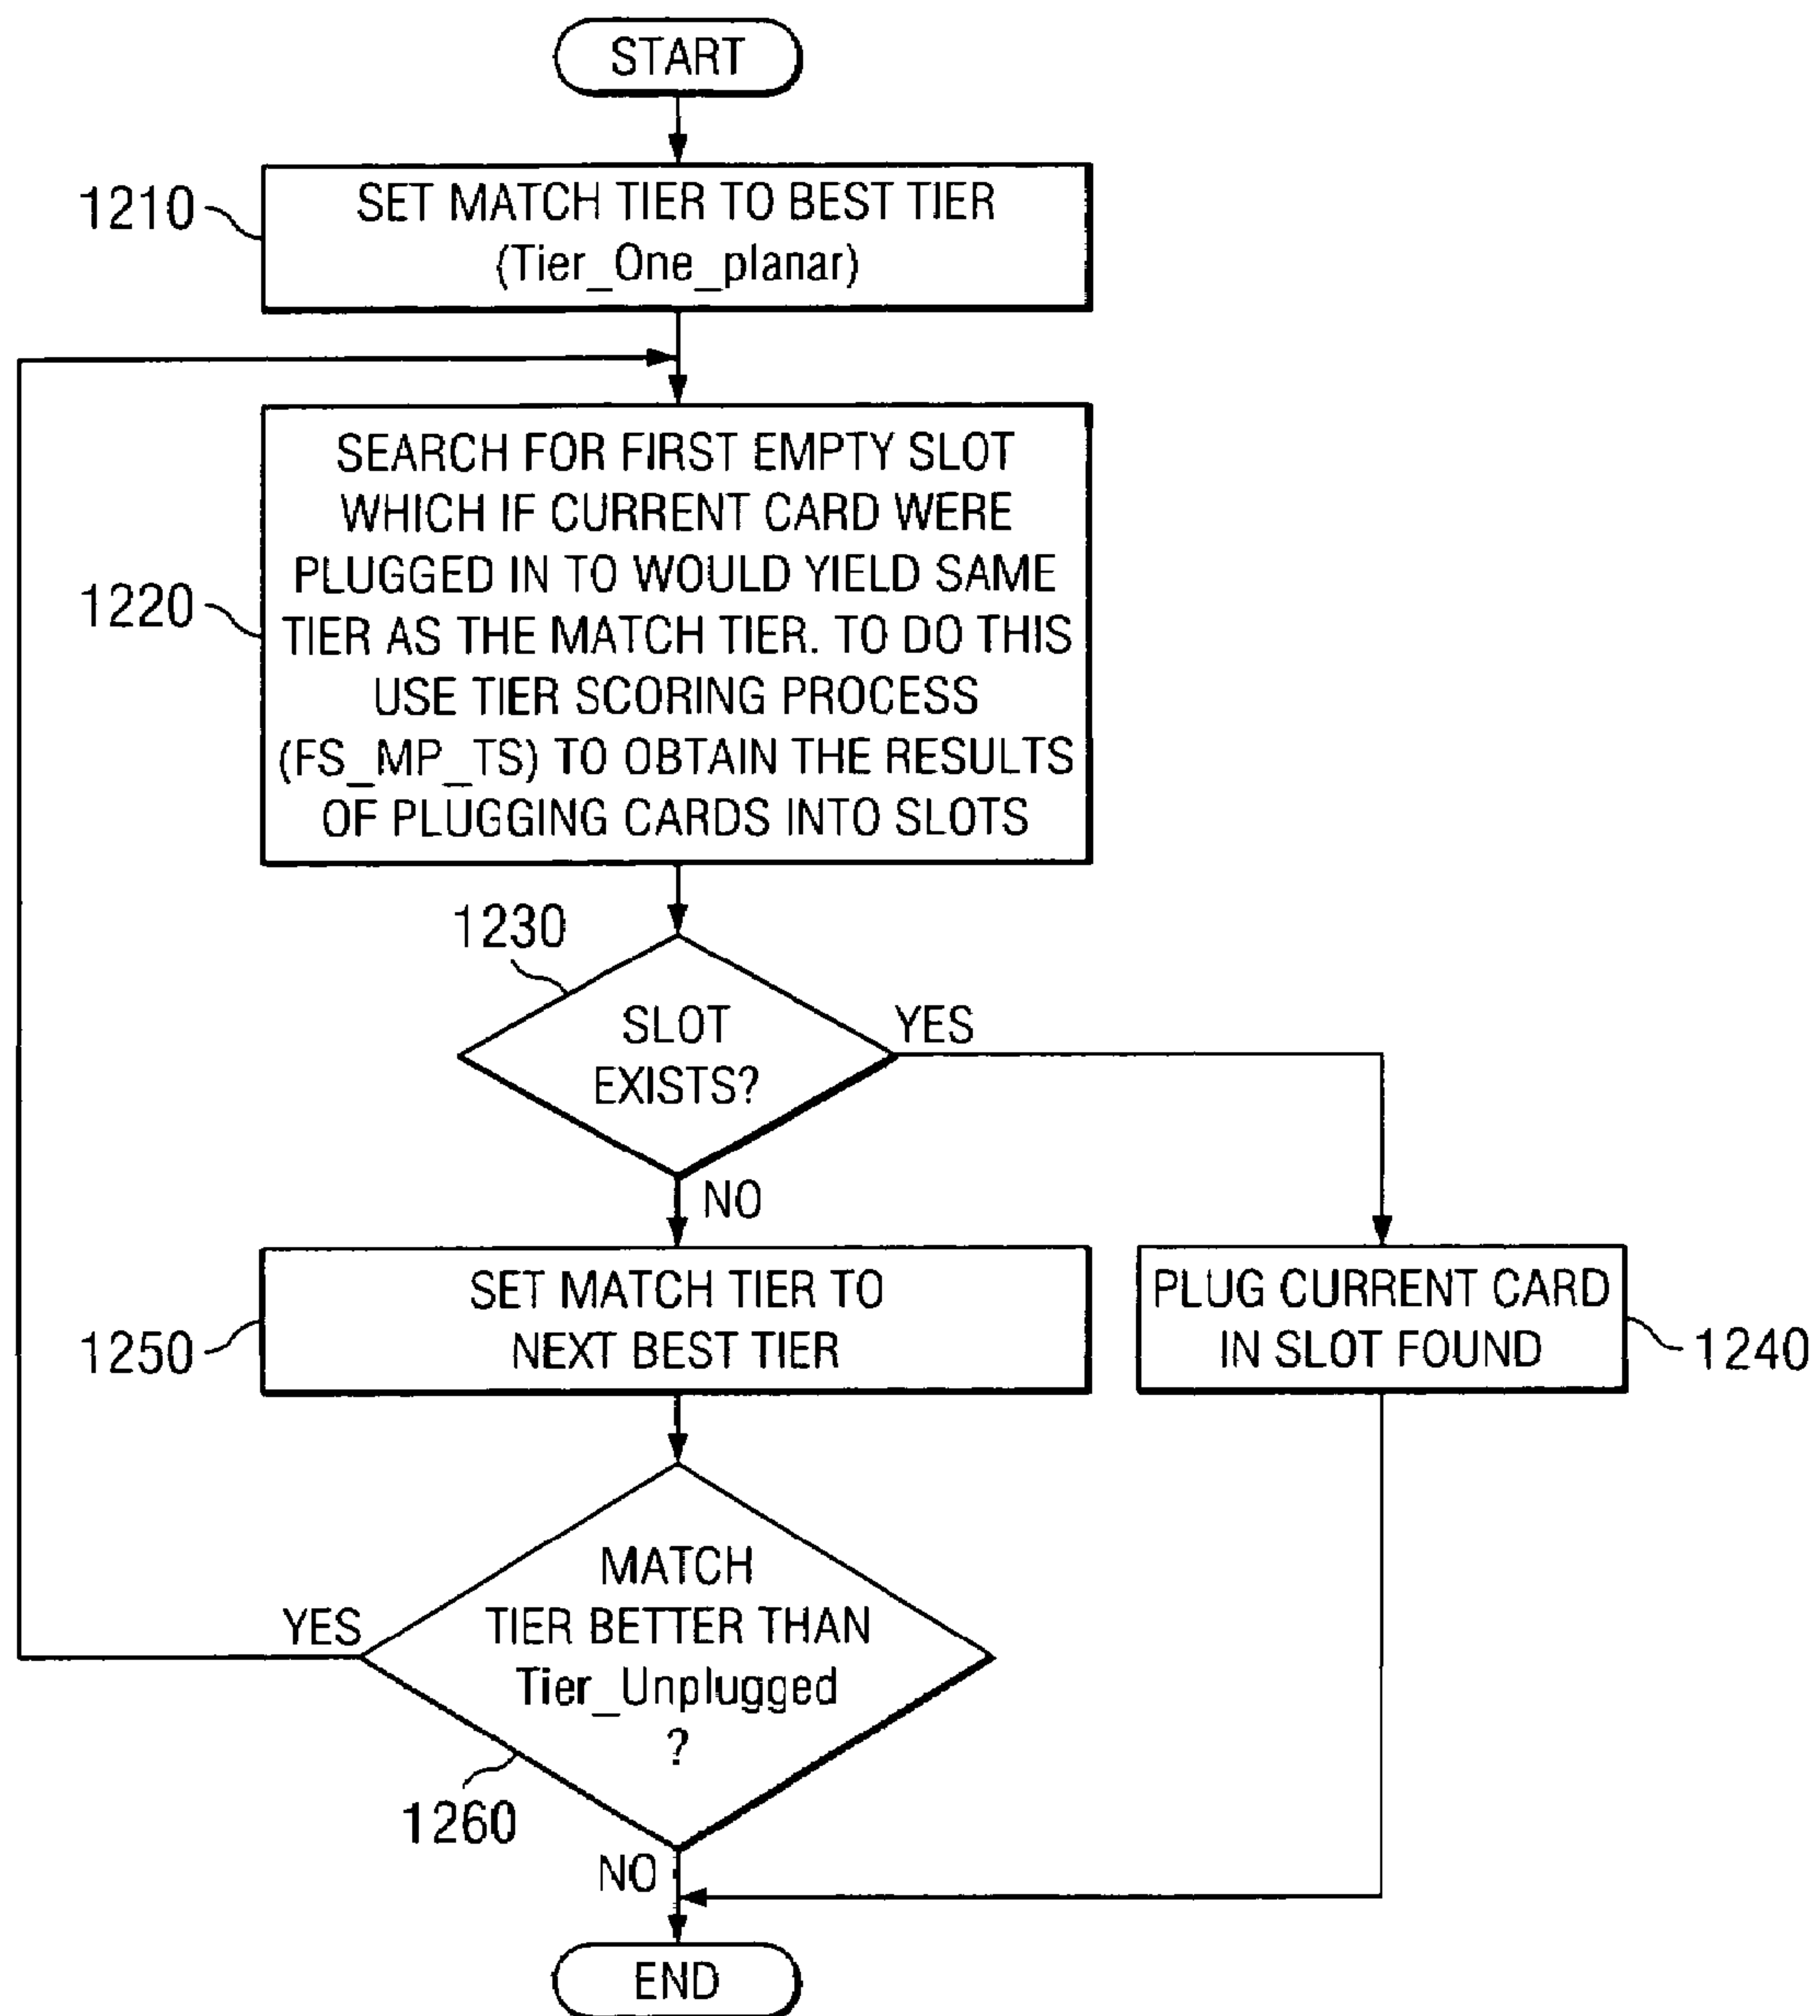 START
1210
SET MATCH TIER TO BEST TIER
(Tier_One_planar)
1220
SEARCH FOR FIRST EMPTY SLOT
WHICH IF CURRENT CARD WERE
PLUGGED IN TO WOULD YIELD SAME
TIER AS THE MATCH TIER. TO DO THIS
USE TIER SCORING PROCESS
(FS_MP_TS) TO OBTAIN THE RESULTS
OF PLUGGING CARDS INTO SLOTS
1230
SLOT
EXISTS?
YES
NO
1250
SET MATCH TIER TO
NEXT BEST TIER
PLUG CURRENT CARD
IN SLOT FOUND
1240
MATCH
TIER BETTER THAN
Tier_Unplugged
?
YES
1260
NO
END